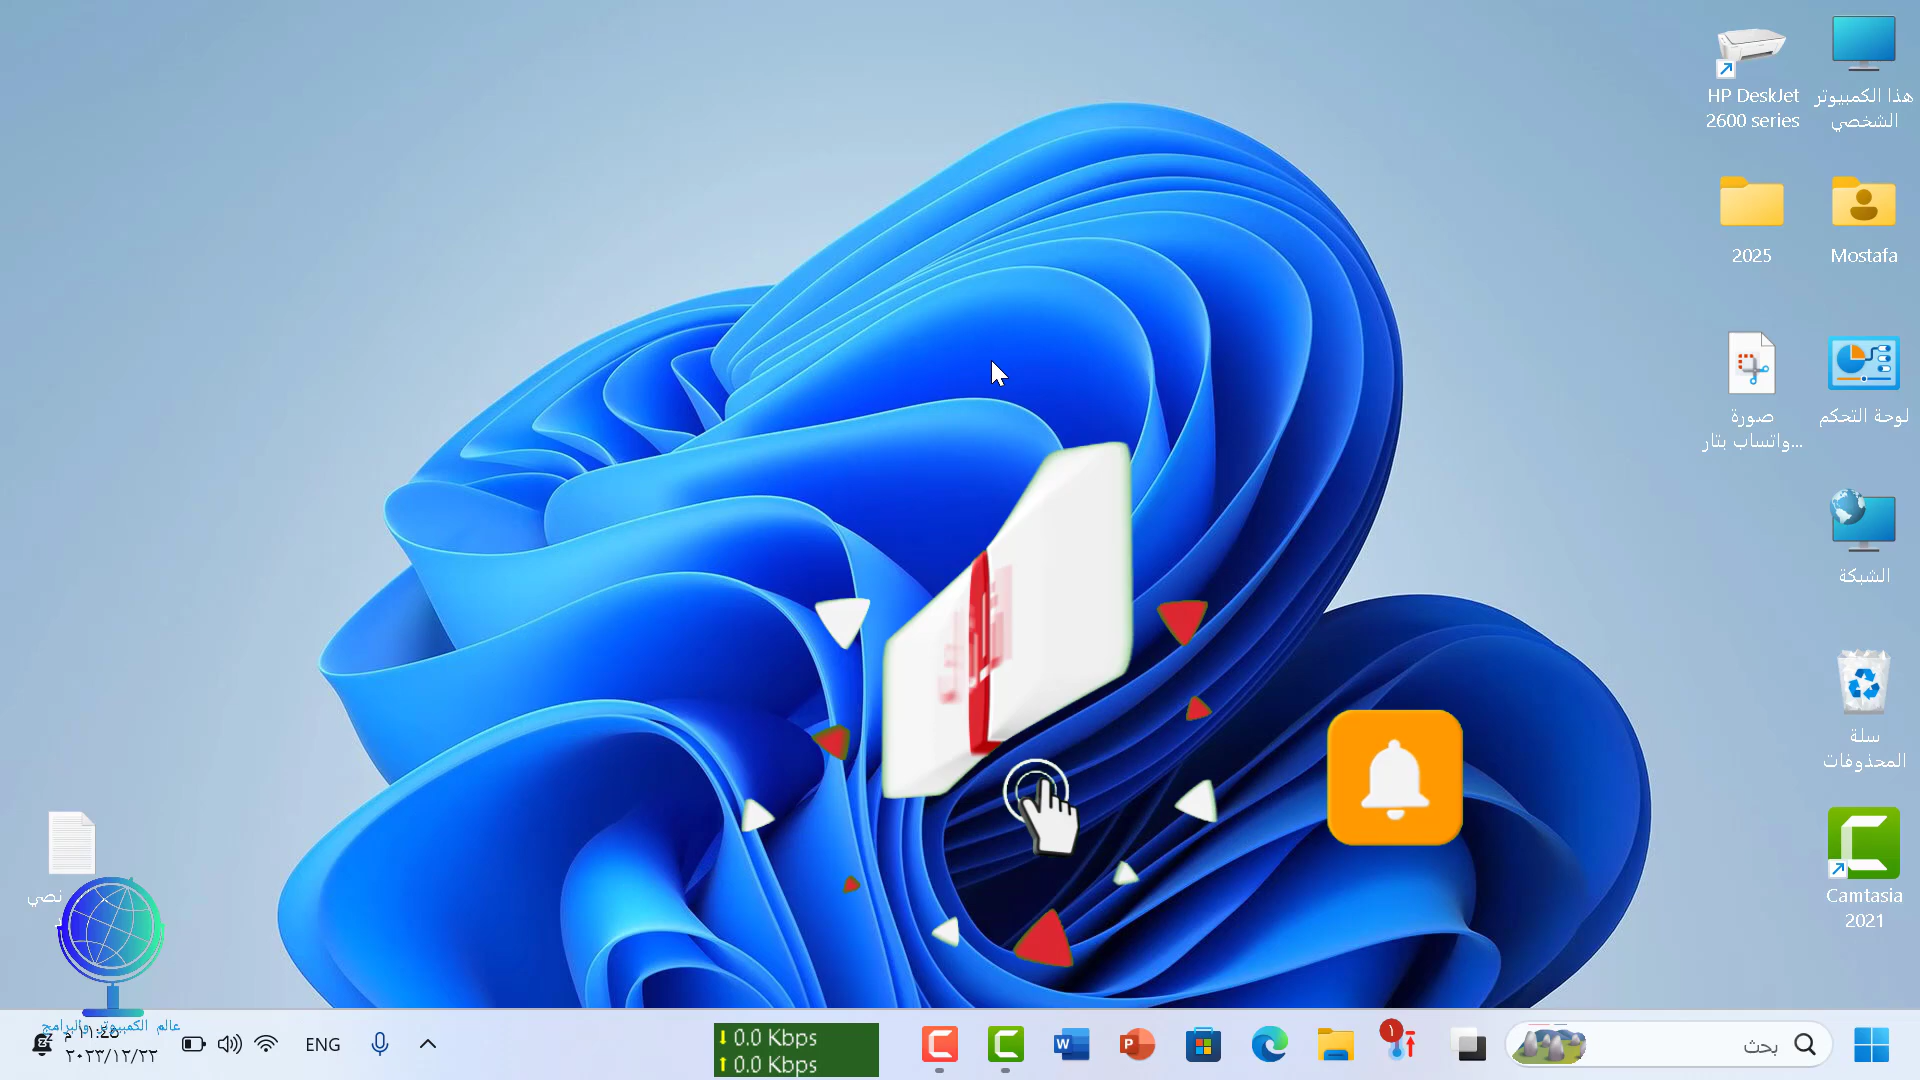 هذا الكمبيوتر
الشخصي
HP DeskJet
2600 series
Mostafa
2025
لوحة التحكم
صورة
واتساب بتار...
الشبكة
سلة
المحذوفات
Camtasia
2021
نصي
عالم الكمبيوتر والبرامج
بحث
١
0.0 Kbps
0.0 Kbps
ENG
٢٠٢٣/١٢/٢٢